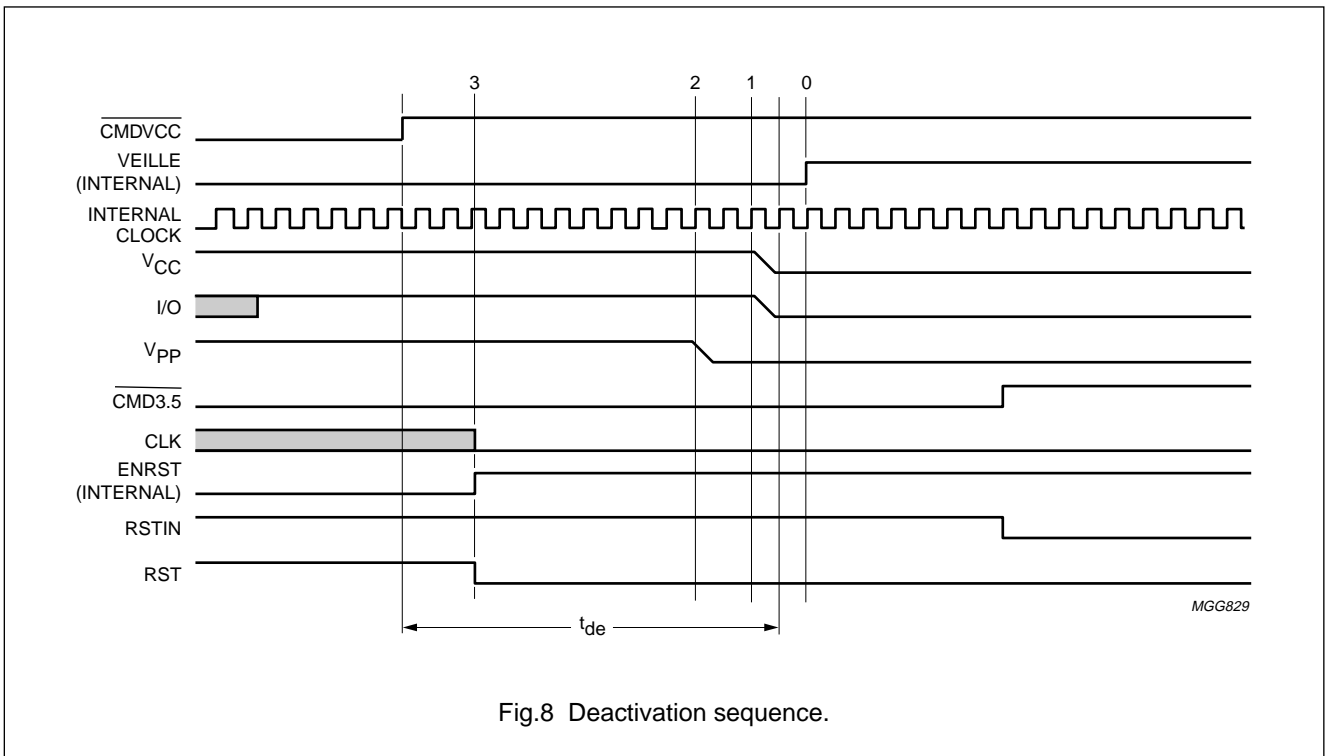 3 2 1 0
CMDVCC
VEILLE
(INTERNAL)
INTERNAL
CLOCK
VCC
I/O
VPP
CMD3.5
CLK
ENRST
(INTERNAL)
RSTIN
RST
MGG829
tde
Fig.8 Deactivation sequence.